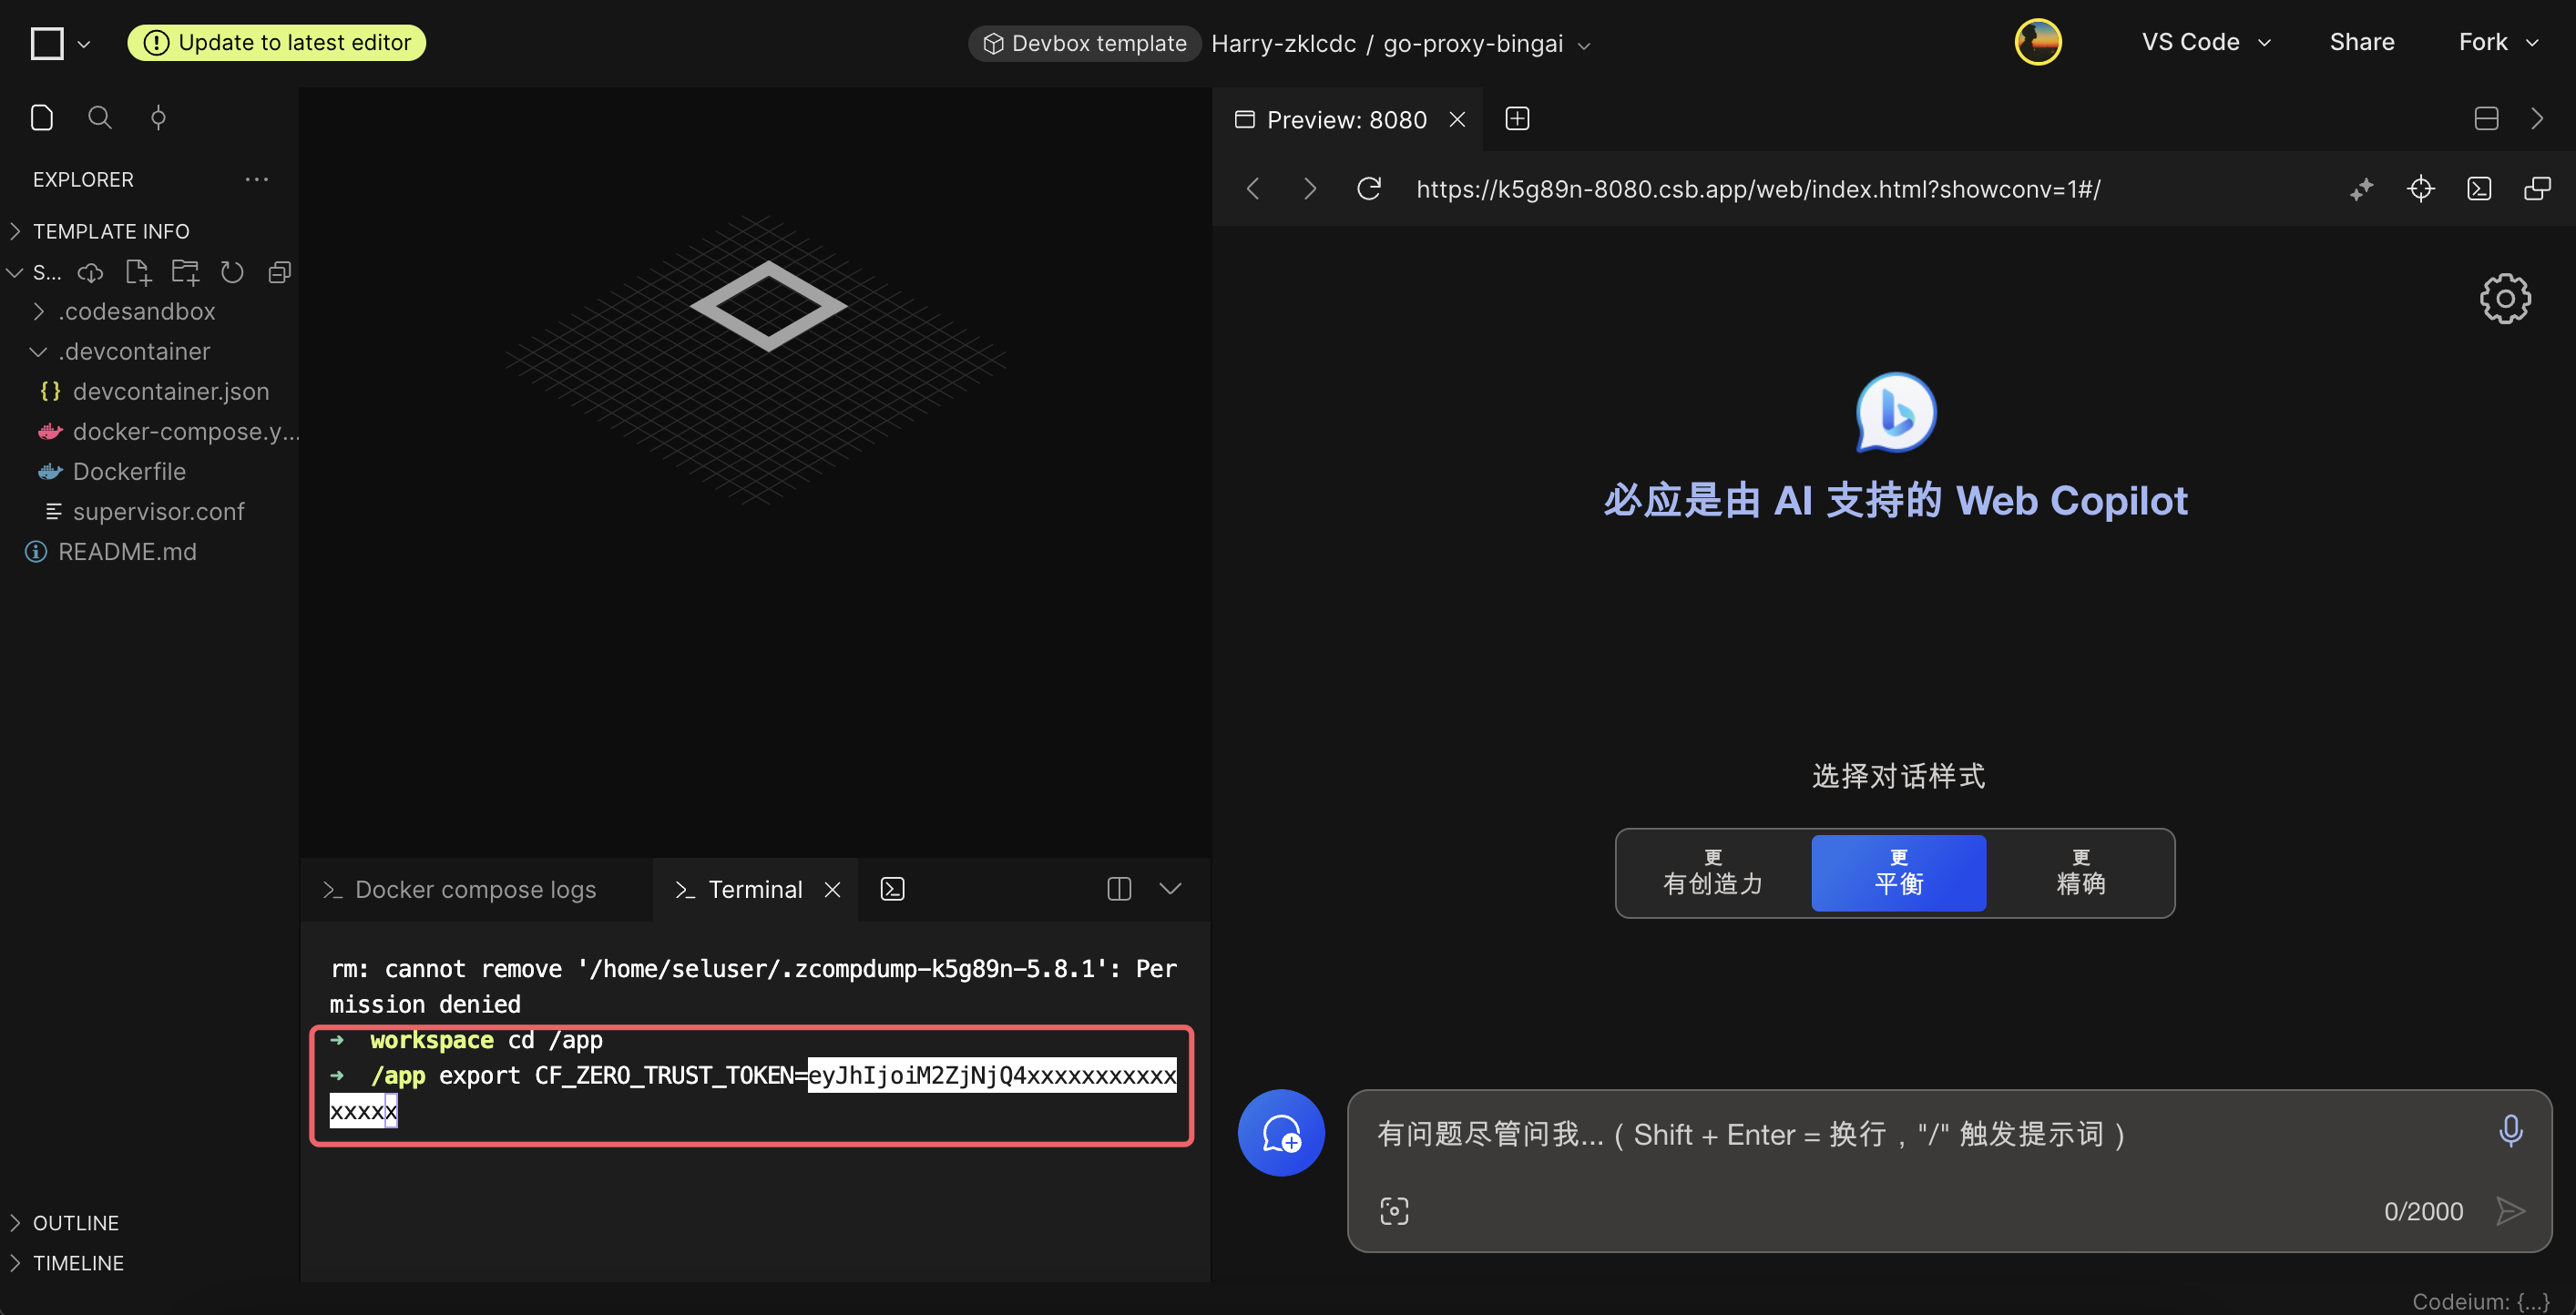 Update to latest editor
Devbox template
Harry-zklcdc / go-proxy-bingai
VS Code
Share
Fork
EXPLORER
TEMPLATE INFO
S...
.codesandbox
.devcontainer
devcontainer.json
docker-compose.y...
Dockerfile
supervisor.conf
README.md
OUTLINE
TIMELINE
Docker compose logs
Terminal
rm: cannot remove '/home/seluser/.zcompdump-k5g89n-5.8.1': Per
mission denied
→ workspace cd /app
→ /app export CF_ZERO_TRUST_TOKEN=eyJhIjoiM2ZjNjQ4xxxxxxxxxxx
xxxxx
Preview: 8080
https://k5g89n-8080.csb.app/web/index.html?showconv=1#/
必应是由 AI 支持的 Web Copilot
选择对话样式
更
有创造力
更
平衡
更
精确
有问题尽管问我...（Shift + Enter = 换行，"/" 触发提示词）
0/2000
Codeium: {...}